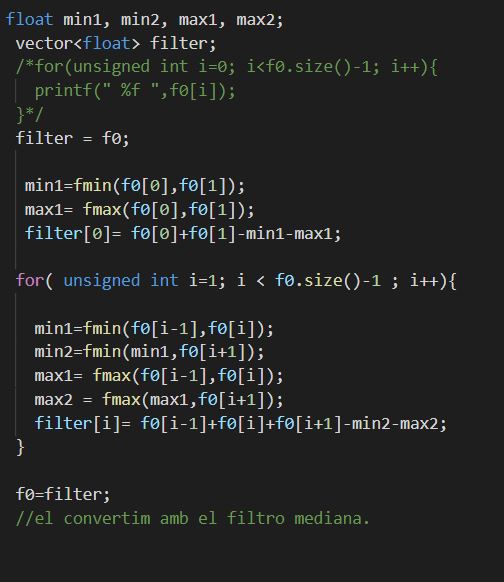 float min1, min2, max1, max2;
vector<float> filter;
/*for(unsigned int i=0; i<f0.size()-1; i++){
printf(" %f ",f0[i]);
}*/
filter = f0;
min1=fmin(f0[0],f0[1]);
max1= fmax(f0[0],f0[1]);
filter[0]= f0[0]+f0[1]-min1-max1;
for( unsigned int i=1; i < f0.size()-1 ; i++){
min1=fmin(f0[i-1],f0[i]);
min2=fmin(min1,f0[i+1]);
max1= fmax(f0[i-1],f0[i]);
max2 = fmax(max1,f0[i+1]);
filter[i]= f0[i-1]+f0[i]+f0[i+1]-min2-max2;
}
f0=filter;
//el convertim amb el filtro mediana.